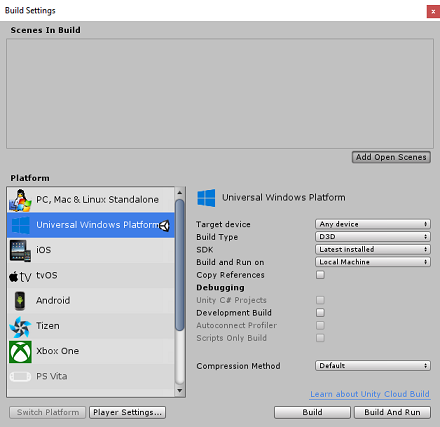 Build Settings
x
Scenes In Build
Add Open Scenes
Platform
PC, Mac & Linux Standalone
Universal Windows Platform
iOS
tv
tvOS
Android
Tizen
Xbox One
PS Vita
Switch Platform
Player Settings...
Universal Windows Platform
Target device
Any device
Build Type
D3D
SDK
Latest installed
Build and Run on
Local Machine
Copy References
Debugging
Unity C# Projects
Development Build
Autoconnect Profiler
Scripts Only Build
Compression Method
Default
Learn about Unity Cloud Build
Build
Build And Run